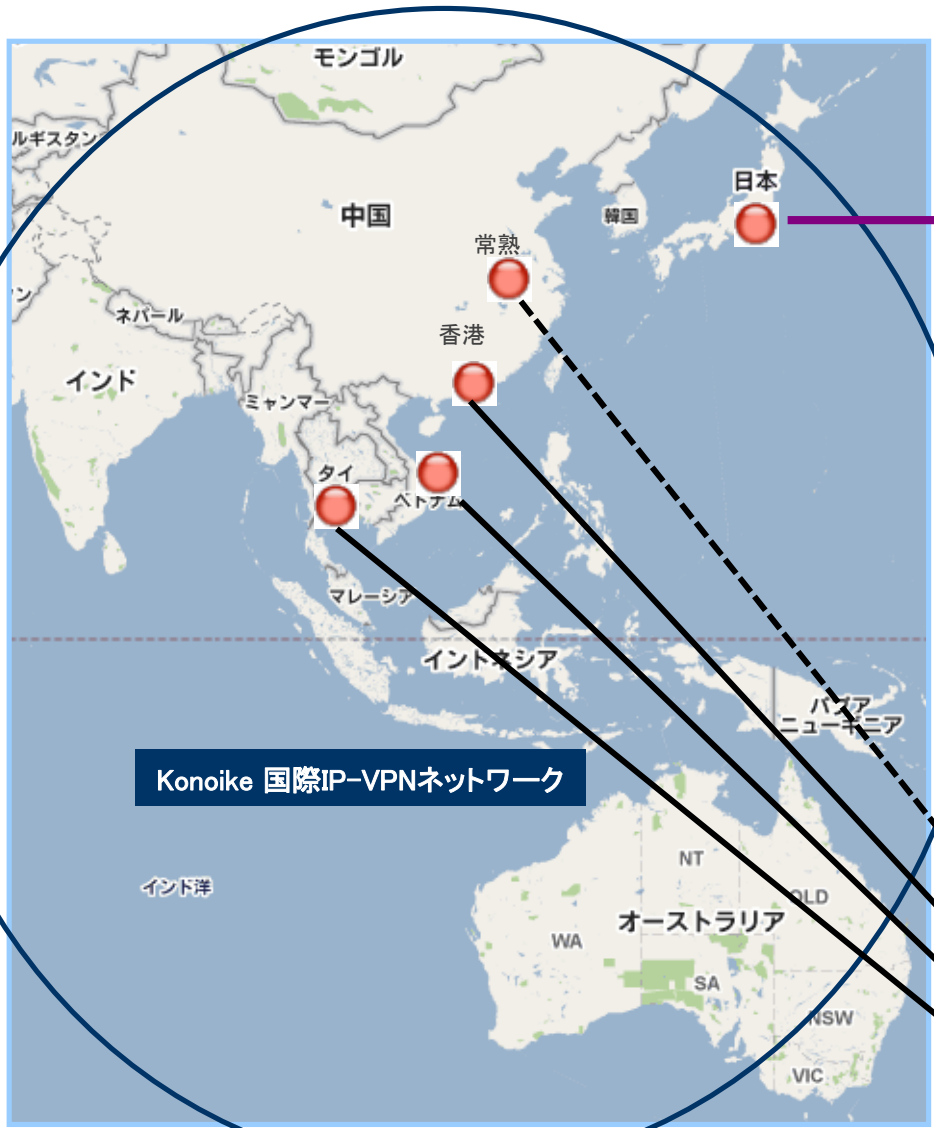 モンゴル
ルギスタン
日本
中国
韓国
常熟
ン
ネパール
香港
インド
ミャンマー
タイ
ベトナム
マレーシア
インドネシア
パプア
ニューギニア
Konoike 国際IP-VPNネットワーク
NT
インド洋
QLD
オーストラリア
WA
SA
NSW
VIC